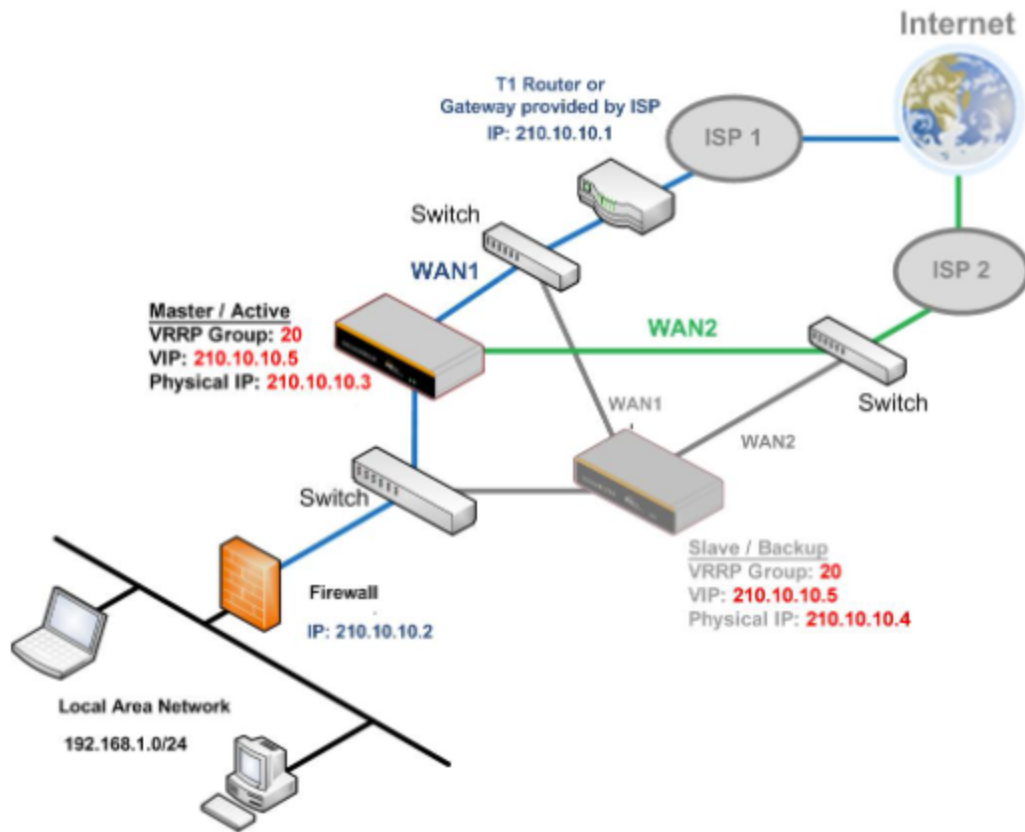 Internet
T1 Router or
Gateway provided by ISP
IP: 210.10.10.1
ISP 1
Switch
WAN1
ISP 2
Master / Active
VRRP Group: 20
VIP: 210.10.10.5
Physical IP: 210.10.10.3
WAN2
Switch
WAN1
WAN2
Switch
Slave / Backup
VRRP Group: 20
VIP: 210.10.10.5
Physical IP: 210.10.10.4
Firewall
IP: 210.10.10.2
Local Area Network
192.168.1.0/24